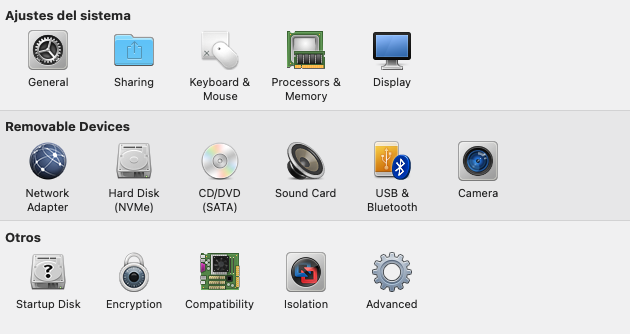 Ajustes del sistema
General
Sharing
Keyboard &
Mouse
Processors &
Memory
Display
Removable Devices
Network
Adapter
Hard Disk
(NVMe)
CD/DVD
(SATA)
Sound Card
USB &
Bluetooth
Camera
Otros
?
Startup Disk
Encryption
Compatibility
Isolation
Advanced